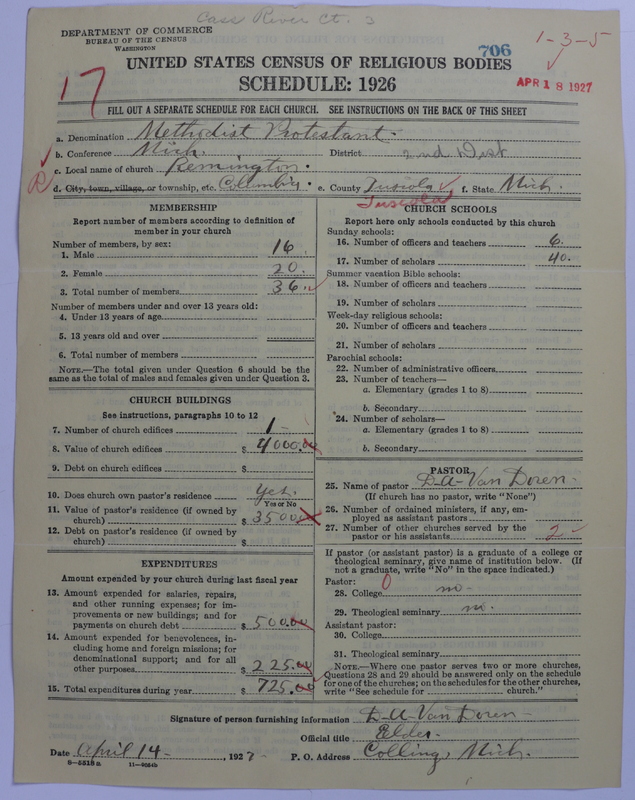 Cass River Ct.
DEPARTMENT OF COMMERCE
BUREAU OF THE CENSUS
WASHINGTON
706
1-3-5
UNITED STATES CENSUS OF RELIGIOUS BODIES
SCHEDULE: 1926
APR 18 1927
17
FILL OUT A SEPARATE SCHEDULE FOR EACH CHURCH. SEE INSTRUCTIONS ON THE BACK OF THIS SHEET
a. Denomination Methodist Protestant.
b. Conference Mich. District 2nd Dist
c. Local name of church Remington.
R d. City, town, village, or township, etc. Columbia. e. County Tuscola f. State Mich.
Tuscola
MEMBERSHIP
Report number of members according to definition of member in your church
Number of members, by sex:
1. Male 16
2. Female 20.
3. Total number of members 36.
Number of members under and over 13 years old:
4. Under 13 years of age
5. 13 years old and over
6. Total number of members
NOTE.—The total given under Question 6 should be
same as the total of males and females given under Question 3.
CHURCH BUILDINGS
See instructions, paragraphs 10 to 12
7. Number of church edifices 1-
8. Value of church edifices $4000.00
9. Debt on church edifices $
10. Does church own pastor's residence yes.
Yes or No
11. Value of pastor's residence (if owned by
church) $3500.00
12. Debt on pastor's residence (if owned by
church) $
EXPENDITURES
Amount expended by your church during last fiscal year
13. Amount expended for salaries, repairs,
and other running expenses; for im-
provements or new buildings; and for
payments on church debt $500.00
14. Amount expended for benevolences, in-
cluding home and foreign missions; for
denominational support; and for all
other purposes $225.00
15. Total expenditures during year $725.00
CHURCH SCHOOLS
Report here only schools conducted by this church
Sunday schools:
16. Number of officers and teachers 6.
17. Number of scholars 40.
Summer vacation Bible schools:
18. Number of officers and teachers
19. Number of scholars
Week-day religious schools:
20. Number of officers and teachers
21. Number of scholars
Parochial schools:
22. Number of administrative officers
23. Number of teachers—
a. Elementary (grades 1 to 8)
b. Secondary
24. Number of scholars—
a. Elementary (grades 1 to 8)
b. Secondary
PASTOR
25. Name of pastor D-A-Van Doren-
(If church has no pastor, write "None")
26. Number of ordained ministers, if any, em-
ployed as assistant pastors
27. Number of other churches served by the
pastor or his assistants 2-
If pastor (or assistant pastor) is a graduate of a college or
theological seminary, give name of institution below. (If
not a graduate, write "No" in the space indicated.)
Pastor: 0
28. College no-
29. Theological seminary no.
Assistant pastor:
30. College
31. Theological seminary
NOTE.—Where one pastor serves two or more churches,
Questions 28 and 29 should be answered only on the schedule
for one of the churches; on the schedules for the other churches,
write "See schedule for church."
Signature of person furnishing information D-A-Van Doren-
Official title Elder-
Date April 14-, 1927- P. O. Address Colling, Mich.
8-5518a 11-9054b